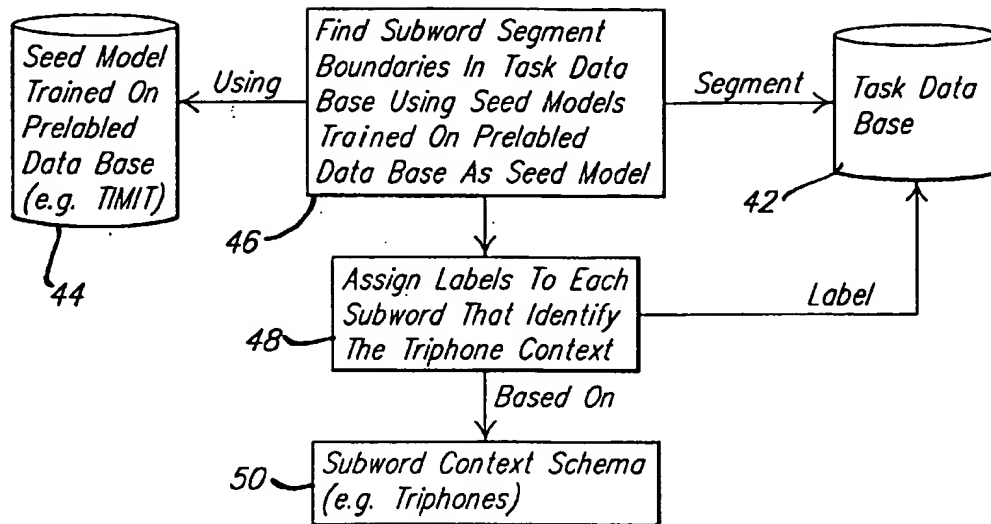 Seed Model
Trained On
Prelabled
Data Base
(e.g. TIMIT)
44
Using
Find Subword Segment
Boundaries In Task Data
Base Using Seed Models
Trained On Prelabled
Data Base As Seed Model
46
Segment
Task Data
Base
42
Assign Labels To Each
Subword That Identify
The Triphone Context
48
Label
Based On
Subword Context Schema
(e.g. Triphones)
50